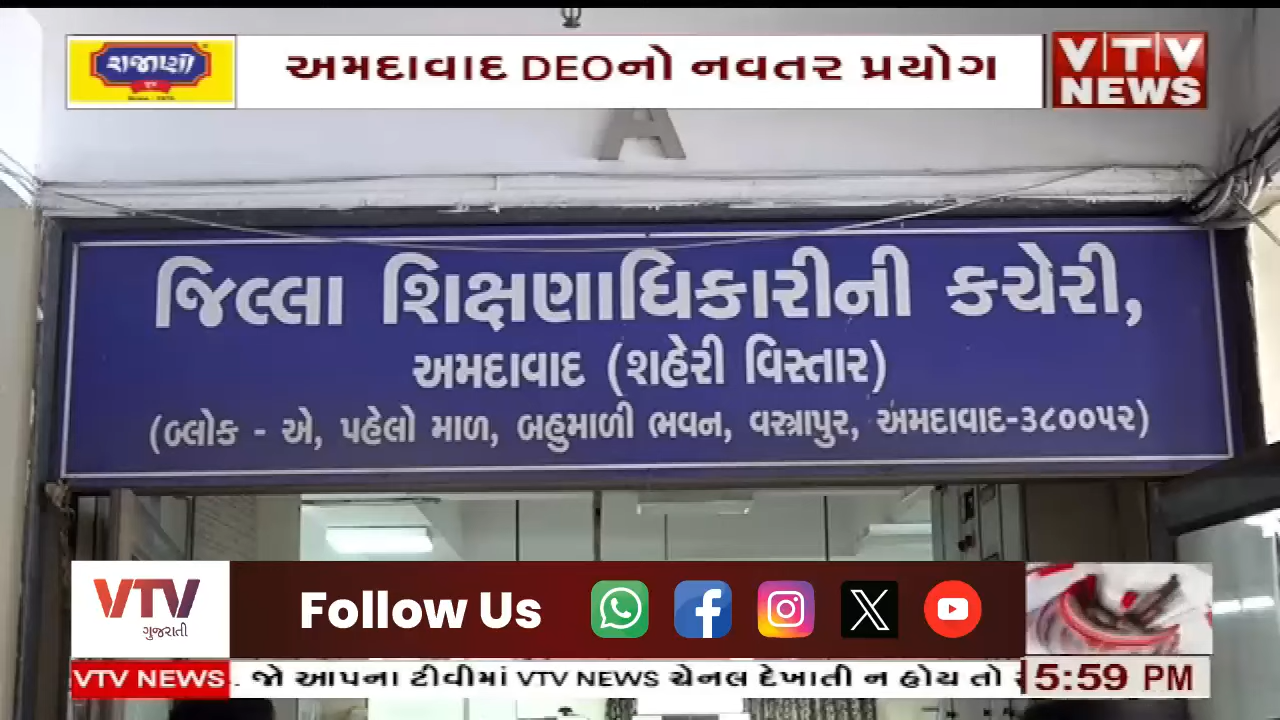 રાજાણી
અમદાવાદ DEOનો નવતર પ્રયોગ
VTV
NEWS
A
જિલ્લા શિક્ષણાધિકારીની કચેરી,
અમદાવાદ (શહેરી વિસ્તાર)
(બ્લોક - એ, પહેલો માળ, બહુમાળી ભવન, વસ્ત્રાપુર, અમદાવાદ-૩૮૦૦૫૨)
VTV
ગુજરાતી
Follow Us
VTV NEWS
. જો આપના ટીવીમાં VTV NEWS ચેનલ દેખાતી ન હોય તો
5:59 PM